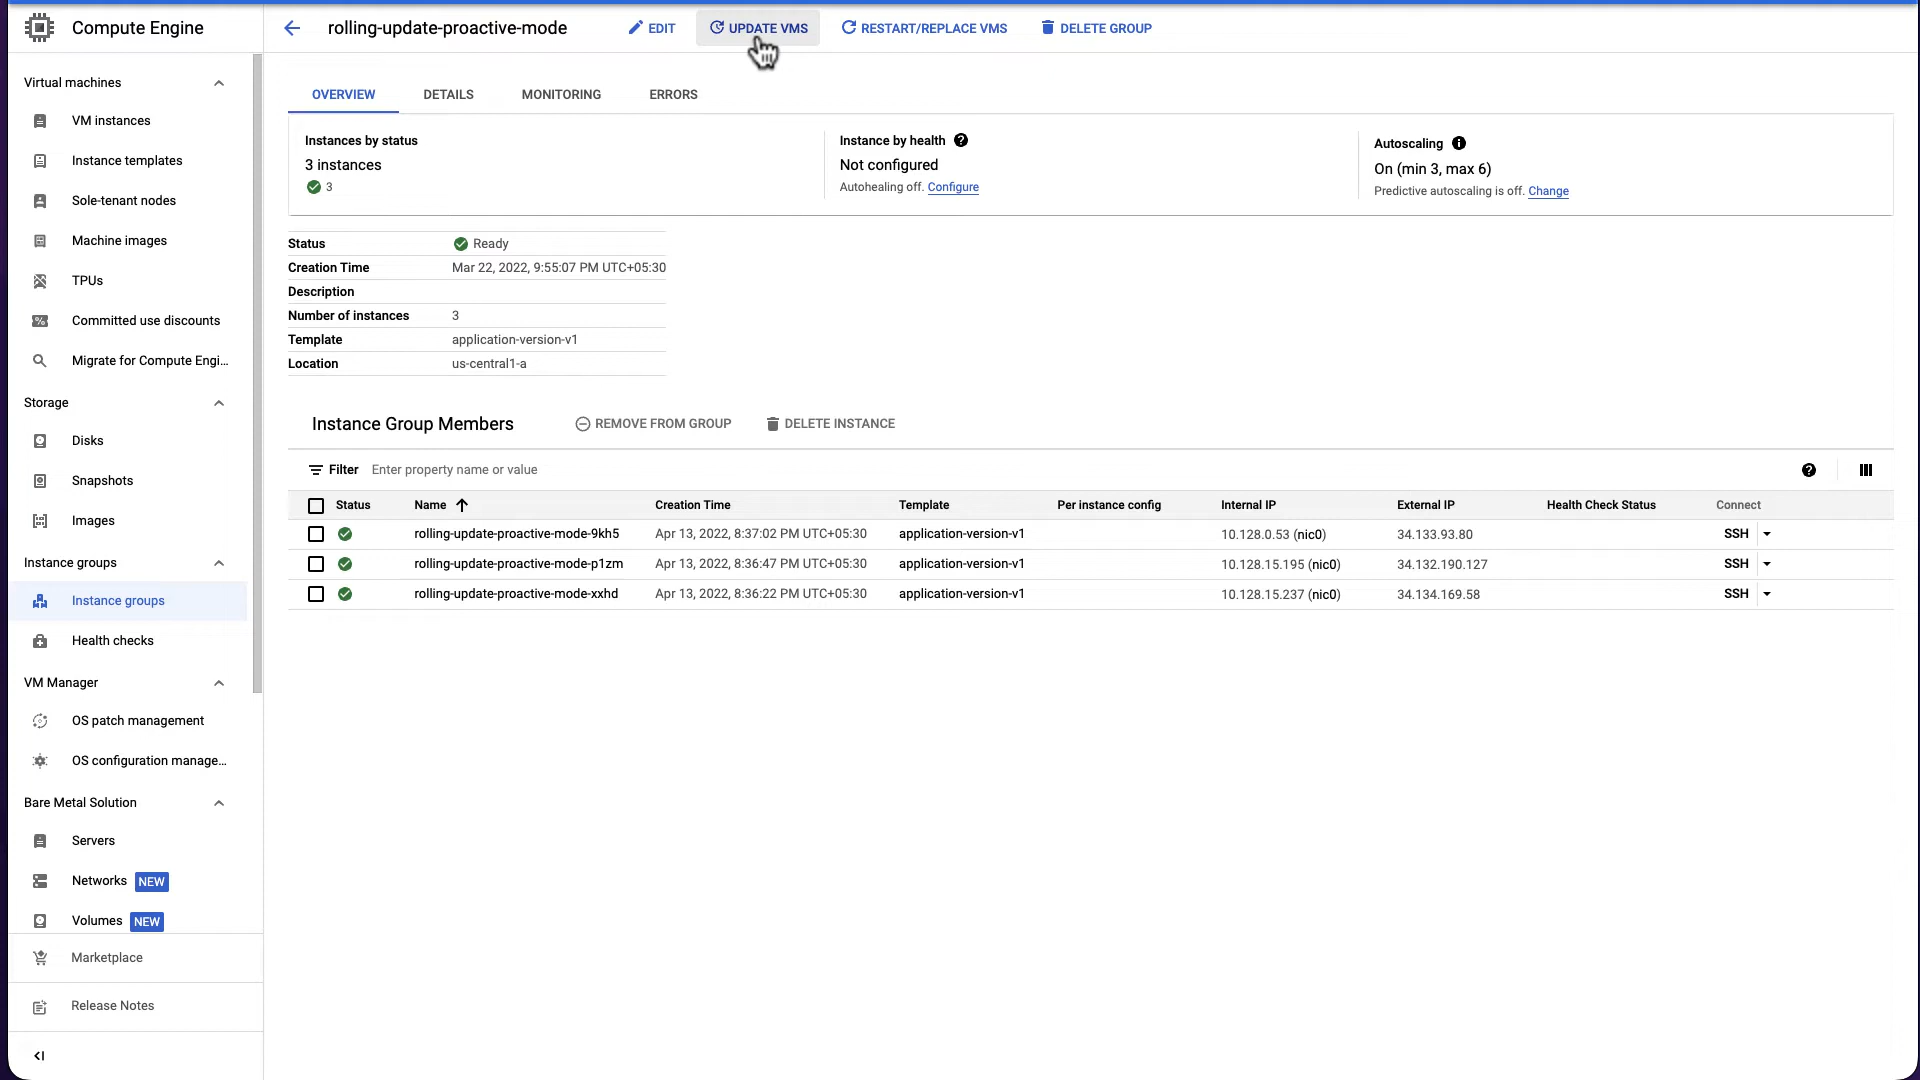 Compute Engine
rolling-update-proactive-mode
EDIT
UPDATE VMS
RESTART/REPLACE VMS
DELETE GROUP
Virtual machines
VM instances
Instance templates
Sole-tenant nodes
Machine images
TPUs
Committed use discounts
Migrate for Compute Engi...
Storage
Disks
Snapshots
Images
Instance groups
Instance groups
Health checks
VM Manager
OS patch management
OS configuration manage...
Bare Metal Solution
Servers
Networks NEW
Volumes NEW
Marketplace
Release Notes
OVERVIEW
DETAILS
MONITORING
ERRORS
Instances by status
3 instances
3
Instance by health
Not configured
Autohealing off. Configure
Autoscaling
On (min 3, max 6)
Predictive autoscaling is off. Change
Status Ready
Creation Time Mar 22, 2022, 9:55:07 PM UTC+05:30
Description
Number of instances 3
Template application-version-v1
Location us-central1-a
Instance Group Members
REMOVE FROM GROUP
DELETE INSTANCE
Filter Enter property name or value
Status Name Creation Time Template Per instance config Internal IP External IP Health Check Status Connect
rolling-update-proactive-mode-9kh5 Apr 13, 2022, 8:37:02 PM UTC+05:30 application-version-v1 10.128.0.53 (nic0) 34.133.93.80 SSH
rolling-update-proactive-mode-p1zm Apr 13, 2022, 8:36:47 PM UTC+05:30 application-version-v1 10.128.15.195 (nic0) 34.132.190.127 SSH
rolling-update-proactive-mode-xxhd Apr 13, 2022, 8:36:22 PM UTC+05:30 application-version-v1 10.128.15.237 (nic0) 34.134.169.58 SSH